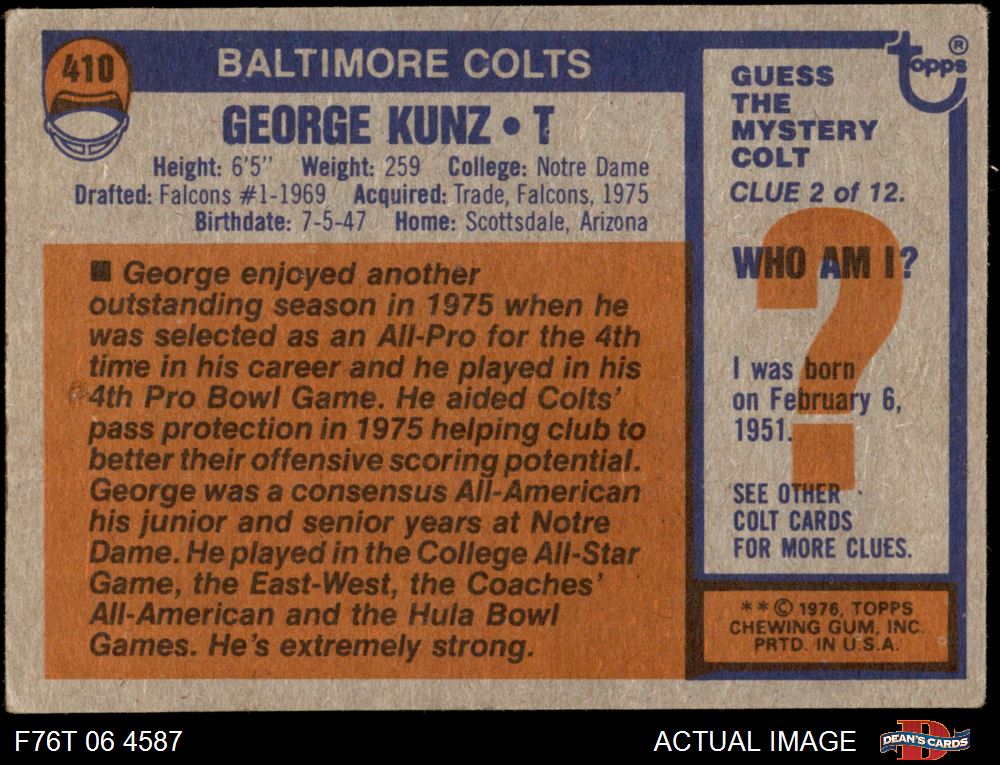 410
BALTIMORE COLTS
GEORGE KUNZ • T
Height: 6'5" Weight: 259 College: Notre Dame
Drafted: Falcons #1-1969 Acquired: Trade, Falcons, 1975
Birthdate: 7-5-47 Home: Scottsdale, Arizona
■ George enjoyed another
outstanding season in 1975 when he
was selected as an All-Pro for the 4th
time in his career and he played in his
4th Pro Bowl Game. He aided Colts'
pass protection in 1975 helping club to
better their offensive scoring potential.
George was a consensus All-American
his junior and senior years at Notre
Dame. He played in the College All-Star
Game, the East-West, the Coaches'
All-American and the Hula Bowl
Games. He's extremely strong.
topps®
GUESS
THE
MYSTERY
COLT
CLUE 2 of 12.
?
WHO AM I?
I was born
on February 6,
1951.
SEE OTHER
COLT CARDS
FOR MORE CLUES.
* * © 1976, TOPPS
CHEWING GUM, INC.
PRTD. IN U.S.A.
F76T 06 4587
ACTUAL IMAGE
D
DEAN'S CARDS